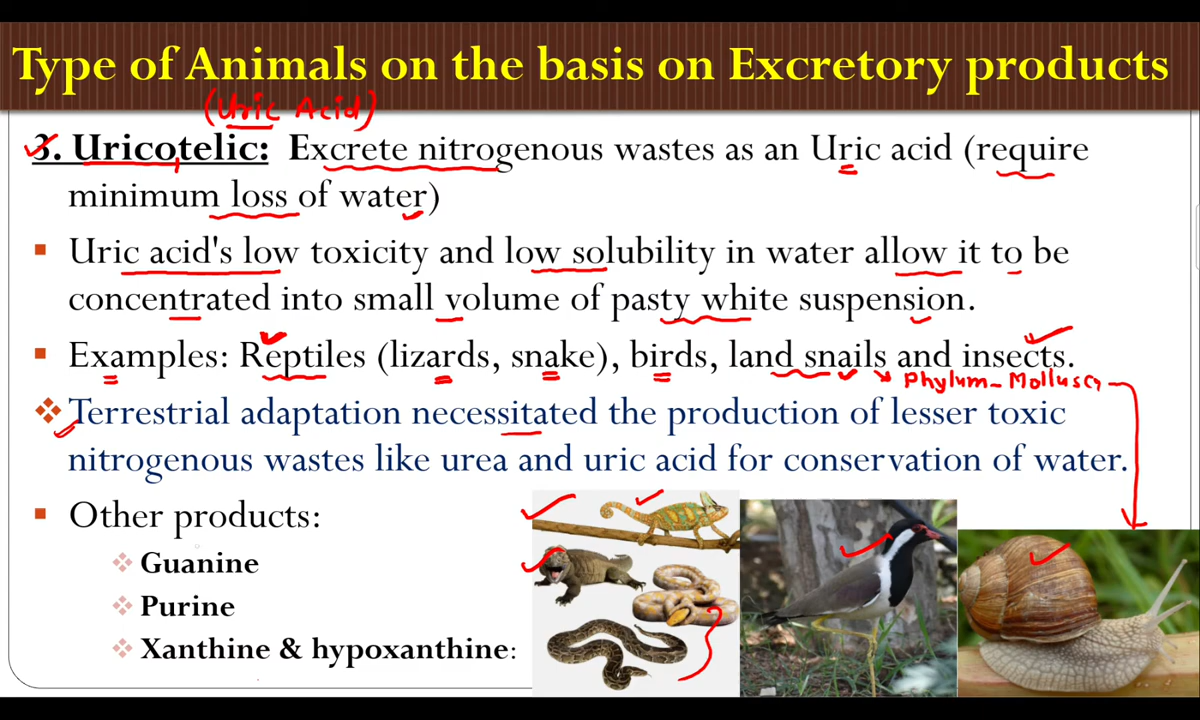 Type of Animals on the basis on Excretory products
(Uric Acid)
3. Uricotelic: Excrete nitrogenous wastes as an Uric acid (require
minimum loss of water)
▪ Uric acid's low toxicity and low solubility in water allow it to be
concentrated into small volume of pasty white suspension.
▪ Examples: Reptiles (lizards, snake), birds, land snails and insects.
Phylum-Mollusca
❖ Terrestrial adaptation necessitated the production of lesser toxic
nitrogenous wastes like urea and uric acid for conservation of water.
▪ Other products:
❖ Guanine
❖ Purine
❖ Xanthine & hypoxanthine: